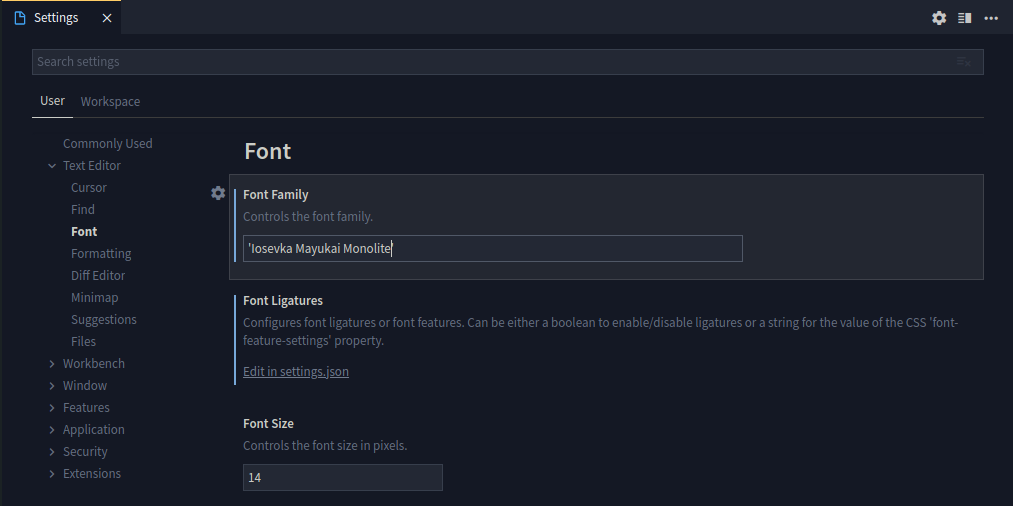 Settings
Search settings
User Workspace
Commonly Used
Text Editor
Cursor
Find
Font
Formatting
Diff Editor
Minimap
Suggestions
Files
Workbench
Window
Features
Application
Security
Extensions
Font
Font Family
Controls the font family.
'Iosevka Mayukai Monolite'
Font Ligatures
Configures font ligatures or font features. Can be either a boolean to enable/disable ligatures or a string for the value of the CSS 'font-
feature-settings' property.
Edit in settings.json
Font Size
Controls the font size in pixels.
14